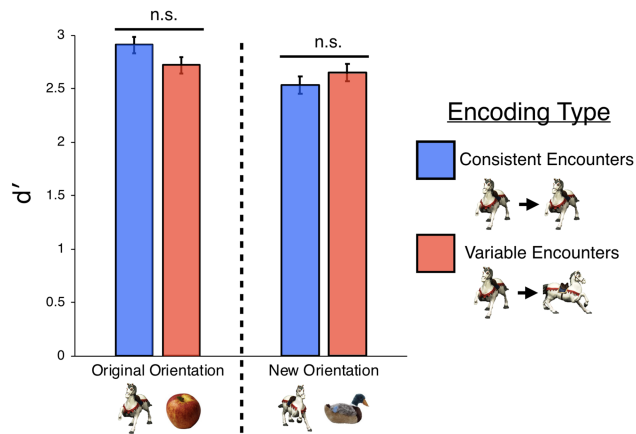 n.s.
n.s.
3
2.5
2
1.5
1
0.5
0
d′
Original Orientation
New Orientation
Encoding Type
Consistent Encounters
Variable Encounters